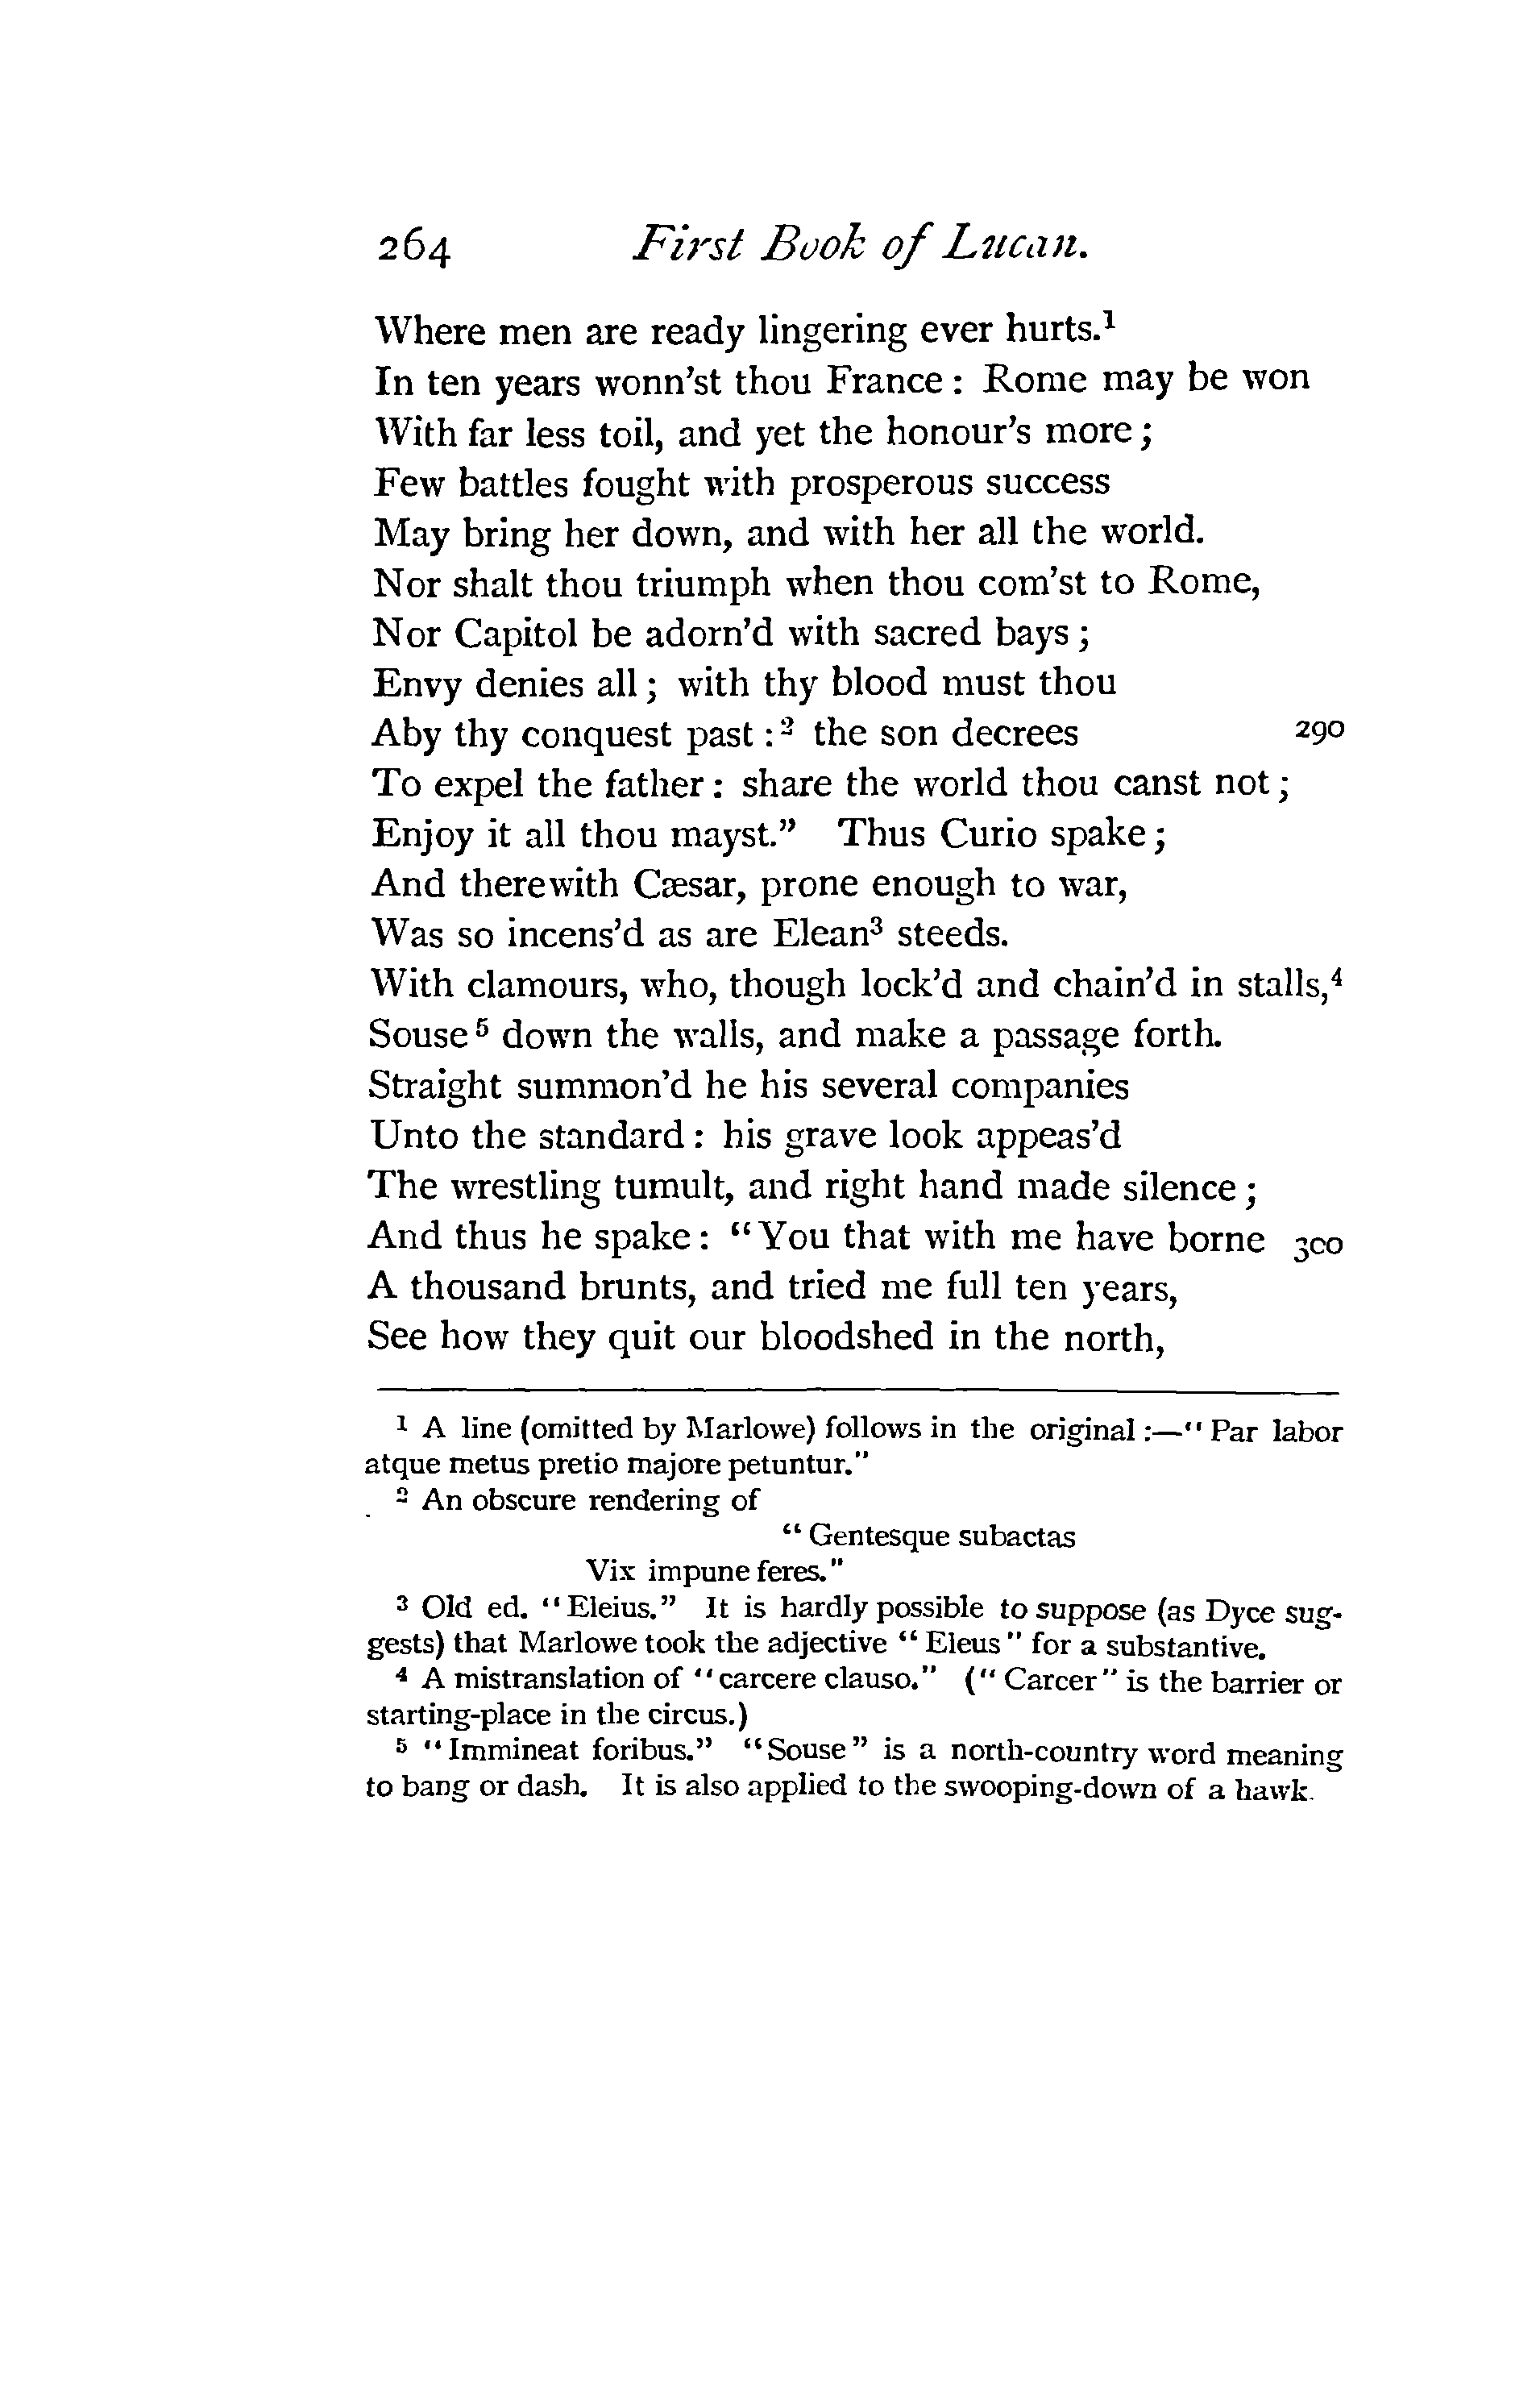 264 First Book of Lucan.
Where men are ready lingering ever hurts.¹
In ten years wonn'st thou France : Rome may be won
With far less toil, and yet the honour's more ;
Few battles fought with prosperous success
May bring her down, and with her all the world.
Nor shalt thou triumph when thou com'st to Rome,
Nor Capitol be adorn'd with sacred bays ;
Envy denies all ; with thy blood must thou
Aby thy conquest past :² the son decrees 290
To expel the father : share the world thou canst not ;
Enjoy it all thou mayst." Thus Curio spake ;
And therewith Cæsar, prone enough to war,
Was so incens'd as are Elean³ steeds.
With clamours, who, though lock'd and chain'd in stalls,⁴
Souse⁵ down the walls, and make a passage forth.
Straight summon'd he his several companies
Unto the standard : his grave look appeas'd
The wrestling tumult, and right hand made silence ;
And thus he spake : "You that with me have borne 300
A thousand brunts, and tried me full ten years,
See how they quit our bloodshed in the north,
¹ A line (omitted by Marlowe) follows in the original :—"Par labor
atque metus pretio majore petuntur."
² An obscure rendering of
"Gentesque subactas
Vix impune feres."
³ Old ed. "Eleius." It is hardly possible to suppose (as Dyce sug-
gests) that Marlowe took the adjective "Eleus" for a substantive.
⁴ A mistranslation of "carcere clauso." ("Carcer" is the barrier or
starting-place in the circus.)
⁵ "Immineat foribus." "Souse" is a north-country word meaning
to bang or dash. It is also applied to the swooping-down of a hawk.